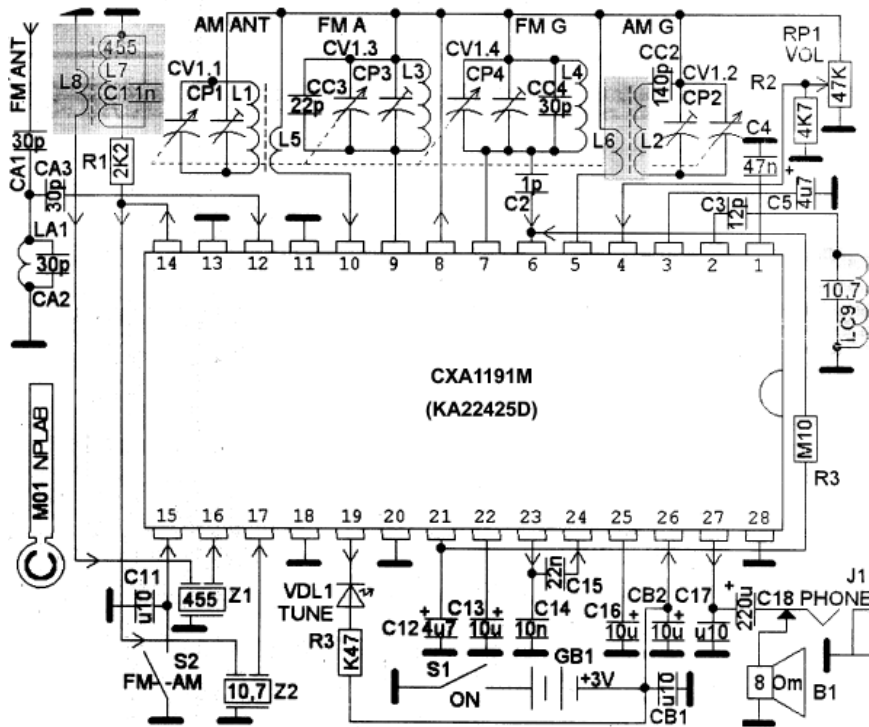 AM ANT FM A FM G AM G
RP1
VOL
FM ANT
455
L7
L8
C1 1n
CV1.1
CP1
L1
CV1.3
CC3
CP3
L3
22p
L5
CV1.4
CP4
CC4
L4
30p
CC2
140p
CV1.2
CP2
L6
L2
R2
47K
4K7
C4
47n
+
C5
4u7
C3
12p
30p
CA1
CA3
30p
R1
2K2
LA1
30p
CA2
1p
C2
10,7
LC9
14 13 12 11 10 9 8 7 6 5 4 3 2 1
CXA1191M
(KA22425D)
M10
R3
C M01 NPLAB
15 16 17 18 19 20 21 22 23 24 25 26 27 28
C11
u10
455
Z1
VDL1
TUNE
R3
K47
C12
+
4u7
C13
+
10u
C14
10n
22n
C15
C16
+
10u
CB2
+
10u
C17
u10
+
220u
C18
J1
PHONE
S2
FM-AM
10,7
Z2
S1
ON
GB1
+3V
u10
CB1
8 Om
B1